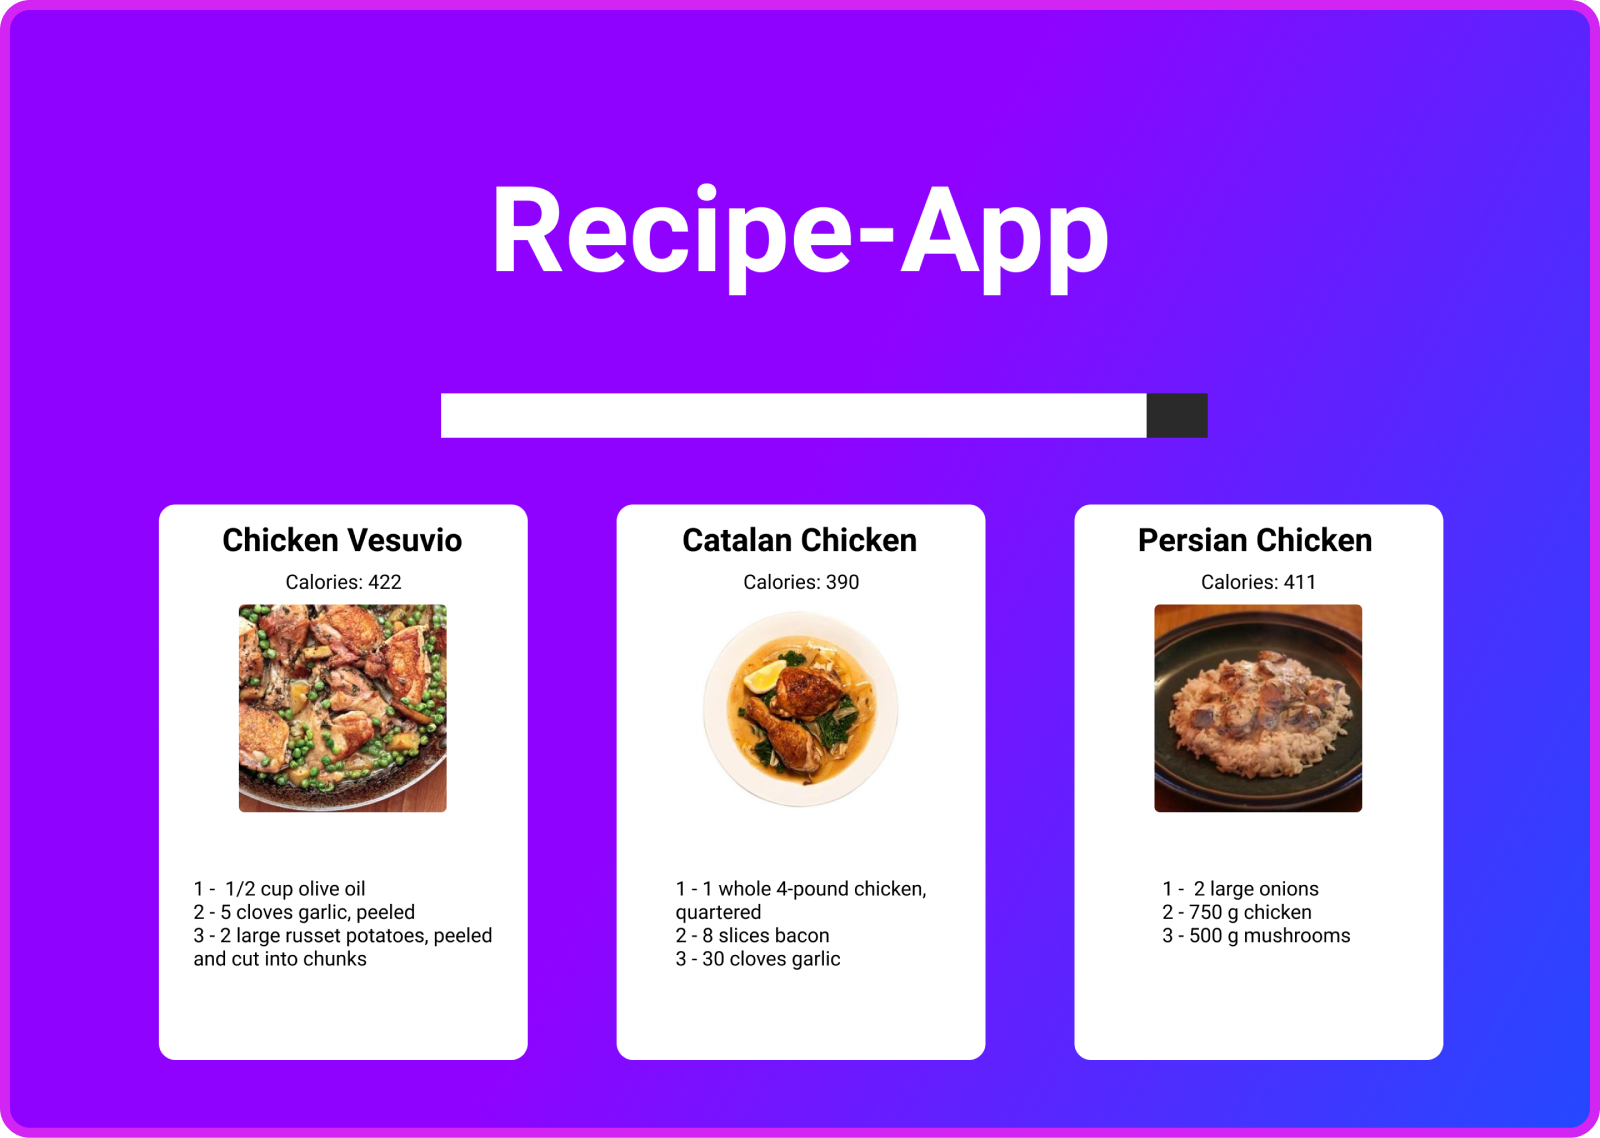 Recipe-App
Chicken Vesuvio
Calories: 422
1 -  1/2 cup olive oil
2 - 5 cloves garlic, peeled
3 - 2 large russet potatoes, peeled
and cut into chunks
Catalan Chicken
Calories: 390
1 - 1 whole 4-pound chicken,
quartered
2 - 8 slices bacon
3 - 30 cloves garlic
Persian Chicken
Calories: 411
1 -  2 large onions
2 - 750 g chicken
3 - 500 g mushrooms